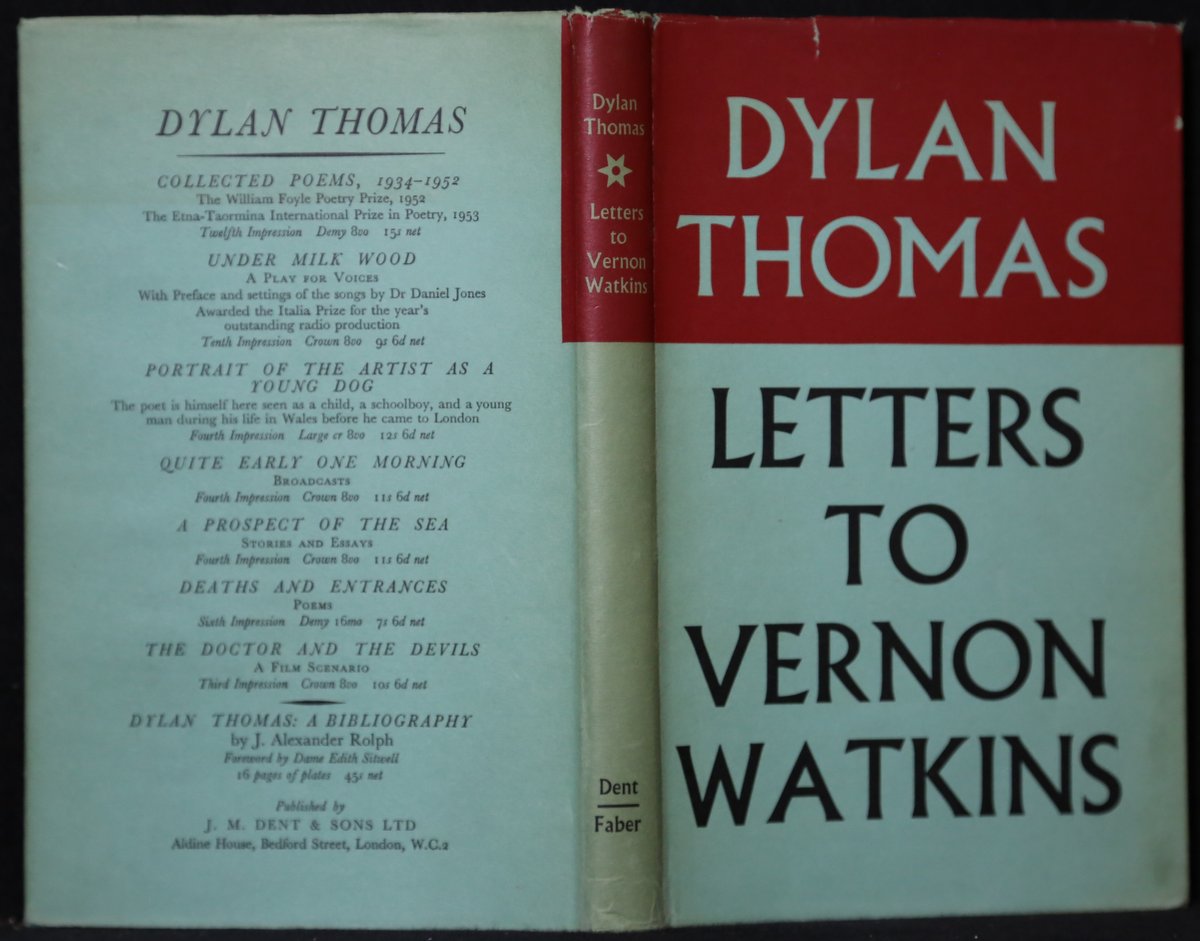 DYLAN THOMAS
COLLECTED POEMS, 1934–1952
The William Foyle Poetry Prize, 1952
The Etna-Taormina International Prize in Poetry, 1953
Twelfth Impression Demy 8vo 15s net
UNDER MILK WOOD
A PLAY FOR VOICES
With Preface and settings of the songs by Dr Daniel Jones
Awarded the Italia Prize for the year's
outstanding radio production
Tenth Impression Crown 8vo 9s 6d net
PORTRAIT OF THE ARTIST AS A
YOUNG DOG
The poet is himself here seen as a child, a schoolboy, and a young
man during his life in Wales before he came to London
Fourth Impression Large cr 8vo 12s 6d net
QUITE EARLY ONE MORNING
BROADCASTS
Fourth Impression Crown 8vo 11s 6d net
A PROSPECT OF THE SEA
STORIES AND ESSAYS
Fourth Impression Crown 8vo 11s 6d net
DEATHS AND ENTRANCES
POEMS
Sixth Impression Demy 16mo 7s 6d net
THE DOCTOR AND THE DEVILS
A FILM SCENARIO
Third Impression Crown 8vo 10s 6d net
DYLAN THOMAS: A BIBLIOGRAPHY
by J. Alexander Rolph
Foreword by Dame Edith Sitwell
16 pages of plates 45s net
Published by
J. M. DENT & SONS LTD
Aldine House, Bedford Street, London, W.C.2
Dylan
Thomas
Letters
to
Vernon
Watkins
Dent
Faber
DYLAN
THOMAS
LETTERS
TO
VERNON
WATKINS